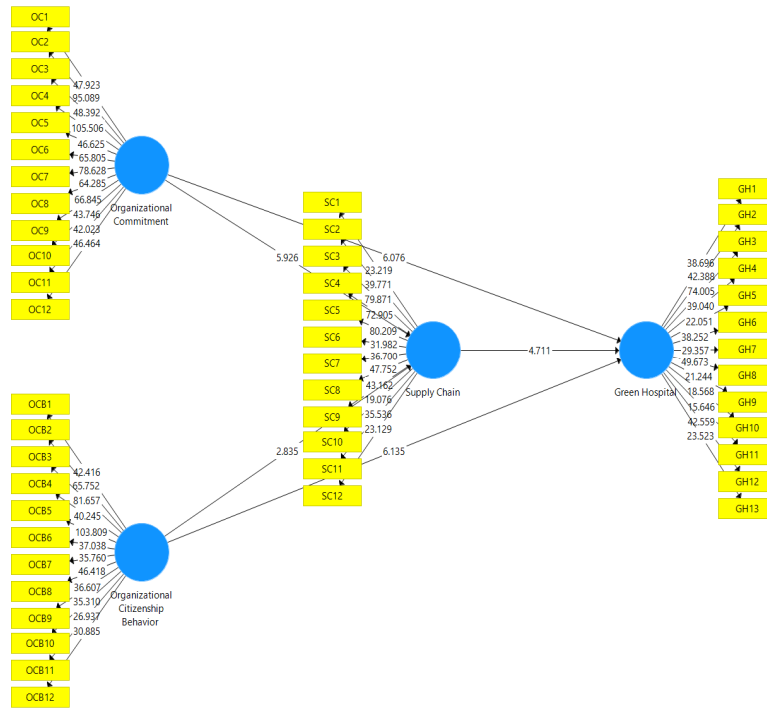 OC1
OC2
OC3
OC4
OC5
OC6
OC7
OC8
OC9
OC10
OC11
OC12
47.923
95.089
48.392
105.506
46.625
65.805
78.628
64.285
66.845
43.746
42.023
46.464
Organizational
Commitment
OCB1
OCB2
OCB3
OCB4
OCB5
OCB6
OCB7
OCB8
OCB9
OCB10
OCB11
OCB12
42.416
65.752
81.657
40.245
103.809
37.038
35.760
46.418
36.607
35.310
26.937
30.885
Organizational
Citizenship
Behavior
5.926
6.076
2.835
6.135
4.711
SC1
SC2
SC3
SC4
SC5
SC6
SC7
SC8
SC9
SC10
SC11
SC12
23.219
39.771
79.871
72.905
80.209
31.982
36.700
47.752
43.162
19.076
35.536
23.129
Supply Chain
Green Hospital
38.696
42.388
74.005
39.040
22.051
38.252
29.357
49.673
21.244
18.568
15.646
42.559
23.523
GH1
GH2
GH3
GH4
GH5
GH6
GH7
GH8
GH9
GH10
GH11
GH12
GH13